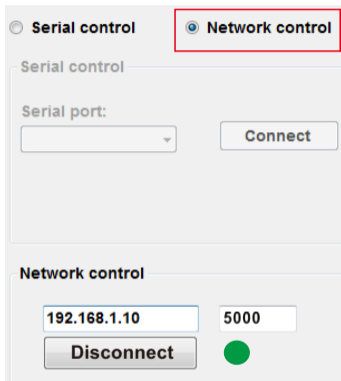 Serial control Network control
Serial control
Serial port:
Connect
Network control
192.168.1.10 5000
Disconnect